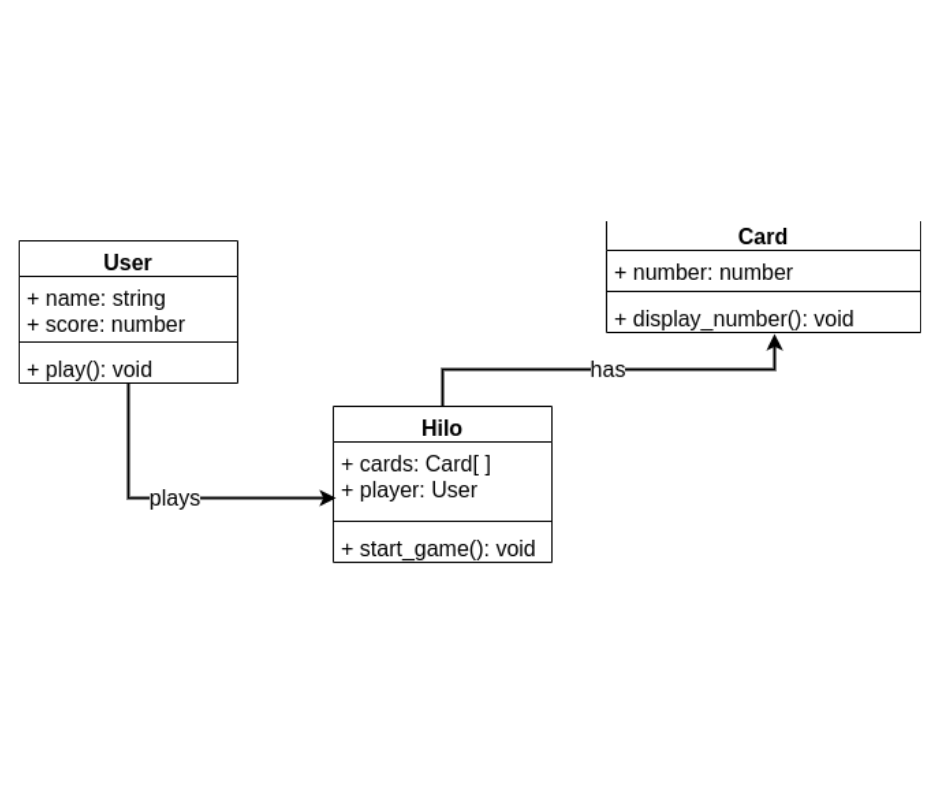 User
+ name: string
+ score: number
+ play(): void
plays
Hilo
+ cards: Card[ ]
+ player: User
+ start_game(): void
has
Card
+ number: number
+ display_number(): void